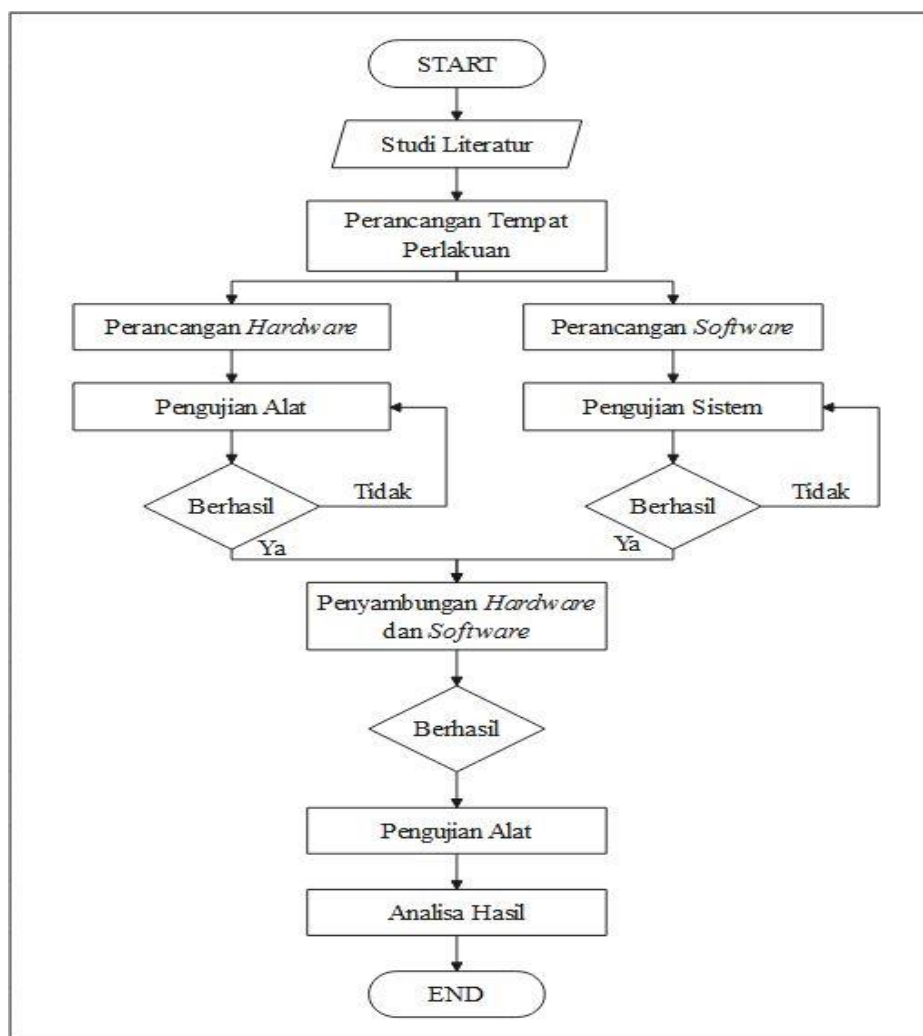 START
Studi Literatur
Perancangan Tempat
Perlakuan
Perancangan Hardware
Perancangan Software
Pengujian Alat
Pengujian Sistem
Berhasil
Tidak
Berhasil
Tidak
Ya
Ya
Penyambungan Hardware
dan Software
Berhasil
Pengujian Alat
Analisa Hasil
END